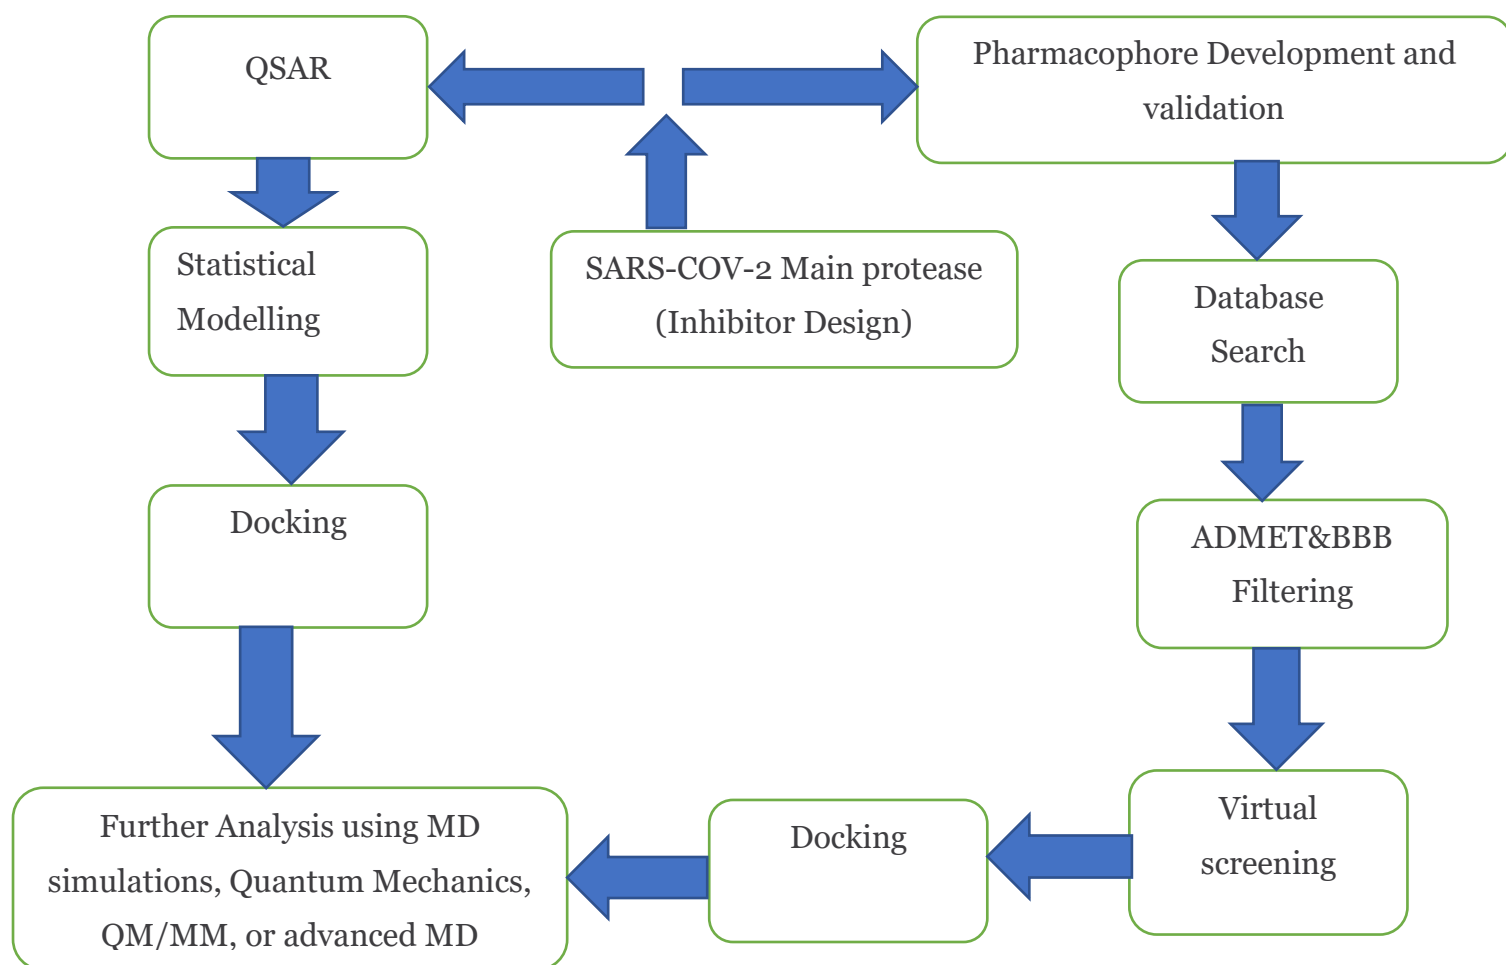 QSAR
Pharmacophore Development and
validation
Statistical
Modelling
SARS-COV-2 Main protease
(Inhibitor Design)
Database
Search
Docking
ADMET&BBB
Filtering
Further Analysis using MD
simulations, Quantum Mechanics,
QM/MM, or advanced MD
Docking
Virtual
screening